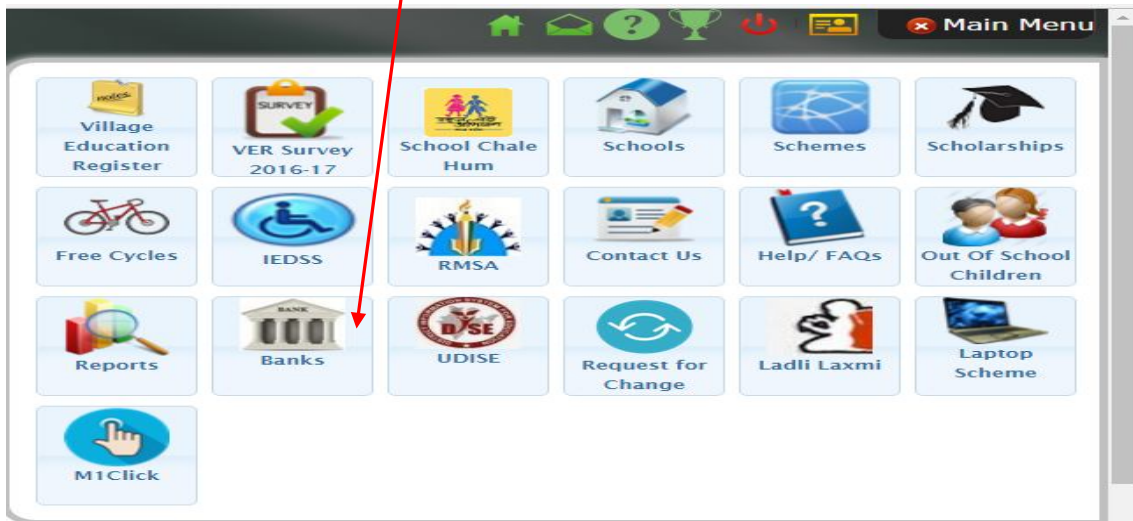 Main Menu
notes
Village
Education
Register
SURVEY
VER Survey
2016-17
School Chale
Hum
Schools
Schemes
Scholarships
Free Cycles
IEDSS
RMSA
Contact Us
?
Help/ FAQs
Out Of School
Children
Reports
BANK
Banks
DISE
UDISE
Request for
Change
Ladli Laxmi
Laptop
Scheme
M1Click